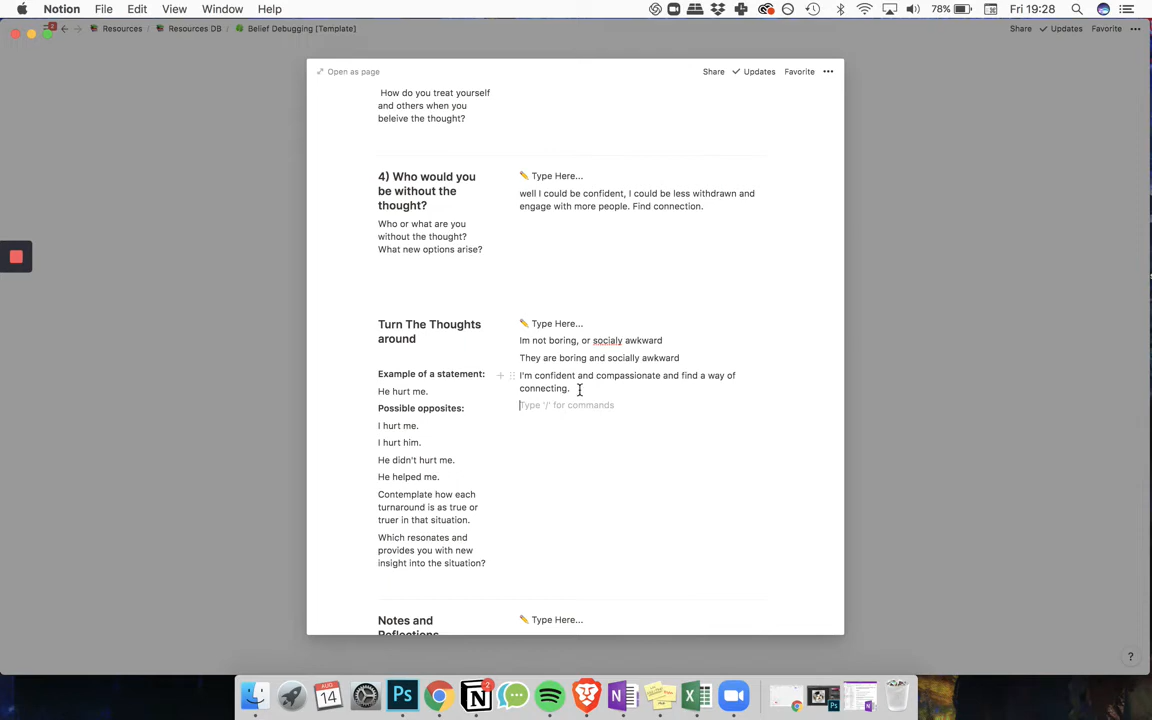 Notion File Edit View Window Help 78% Fri 19:28
2 Resources / Resources DB / Belief Debugging [Template] Share Updates Favorite
Open as page Share Updates Favorite
How do you treat yourself
and others when you
beleive the thought?
4) Who would you
be without the
thought?
Who or what are you
without the thought?
What new options arise?
Type Here...
well I could be confident, I could be less withdrawn and
engage with more people. Find connection.
Turn The Thoughts
around
Example of a statement:
He hurt me.
Possible opposites:
I hurt me.
I hurt him.
He didn't hurt me.
He helped me.
Contemplate how each
turnaround is as true or
truer in that situation.
Which resonates and
provides you with new
insight into the situation?
Type Here...
Im not boring, or socialy awkward
They are boring and socially awkward
I'm confident and compassionate and find a way of
connecting.
Type '/' for commands
Notes and
Reflections
Type Here...
?
AUG
14
Ps
2